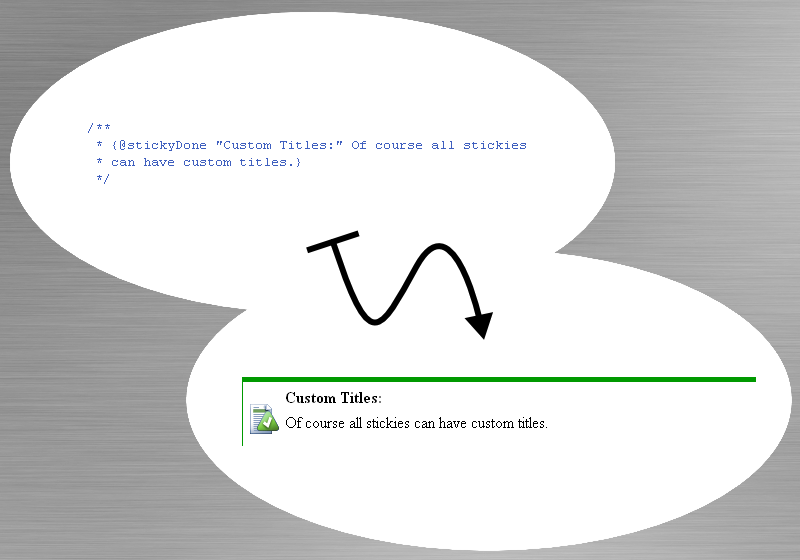 /**
* {@stickyDone "Custom Titles:" Of course all stickies
* can have custom titles.}
*/
Custom Titles:
Of course all stickies can have custom titles.